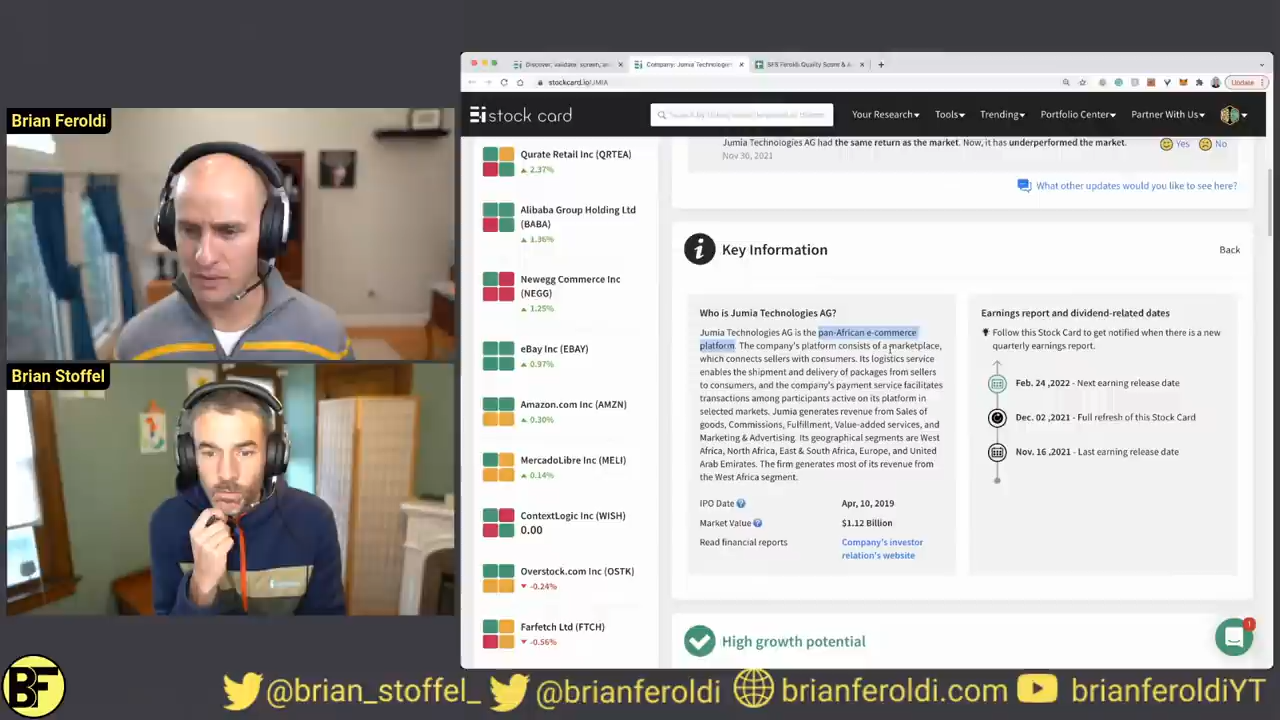 Brian Feroldi
Brian Stoffel
Company: Jumia Technologies
stockcard.io/JMIA
Update
stock card
Your Research
Tools
Trending
Portfolio Center
Partner With Us
Qurate Retail Inc (QRTEA)
2.37%
Alibaba Group Holding Ltd
(BABA)
1.36%
Newegg Commerce Inc
(NEGG)
1.25%
eBay Inc (EBAY)
0.97%
Amazon.com Inc (AMZN)
0.30%
MercadoLibre Inc (MELI)
0.14%
ContextLogic Inc (WISH)
0.00
Overstock.com Inc (OSTK)
-0.24%
Farfetch Ltd (FTCH)
-0.56%
Jumia Technologies AG had the same return as the market. Now, it has underperformed the market.
Nov 30, 2021
Yes
No
What other updates would you like to see here?
Key Information
Back
Who is Jumia Technologies AG?
Jumia Technologies AG is the pan-African e-commerce
platform. The company's platform consists of a marketplace,
which connects sellers with consumers. Its logistics service
enables the shipment and delivery of packages from sellers
to consumers, and the company's payment service facilitates
transactions among participants active on its platform in
selected markets. Jumia generates revenue from Sales of
goods, Commissions, Fulfillment, Value-added services, and
Marketing & Advertising. Its geographical segments are West
Africa, North Africa, East & South Africa, Europe, and United
Arab Emirates. The firm generates most of its revenue from
the West Africa segment.
IPO Date
Apr, 10, 2019
Market Value
$1.12 Billion
Read financial reports
Company's investor
relation's website
Earnings report and dividend-related dates
Follow this Stock Card to get notified when there is a new
quarterly earnings report.
Feb. 24 ,2022 - Next earning release date
Dec. 02 ,2021 - Full refresh of this Stock Card
Nov. 16 ,2021 - Last earning release date
High growth potential
1
BF
@brian_stoffel_
@brianferoldi
brianferoldi.com
brianferoldiYT